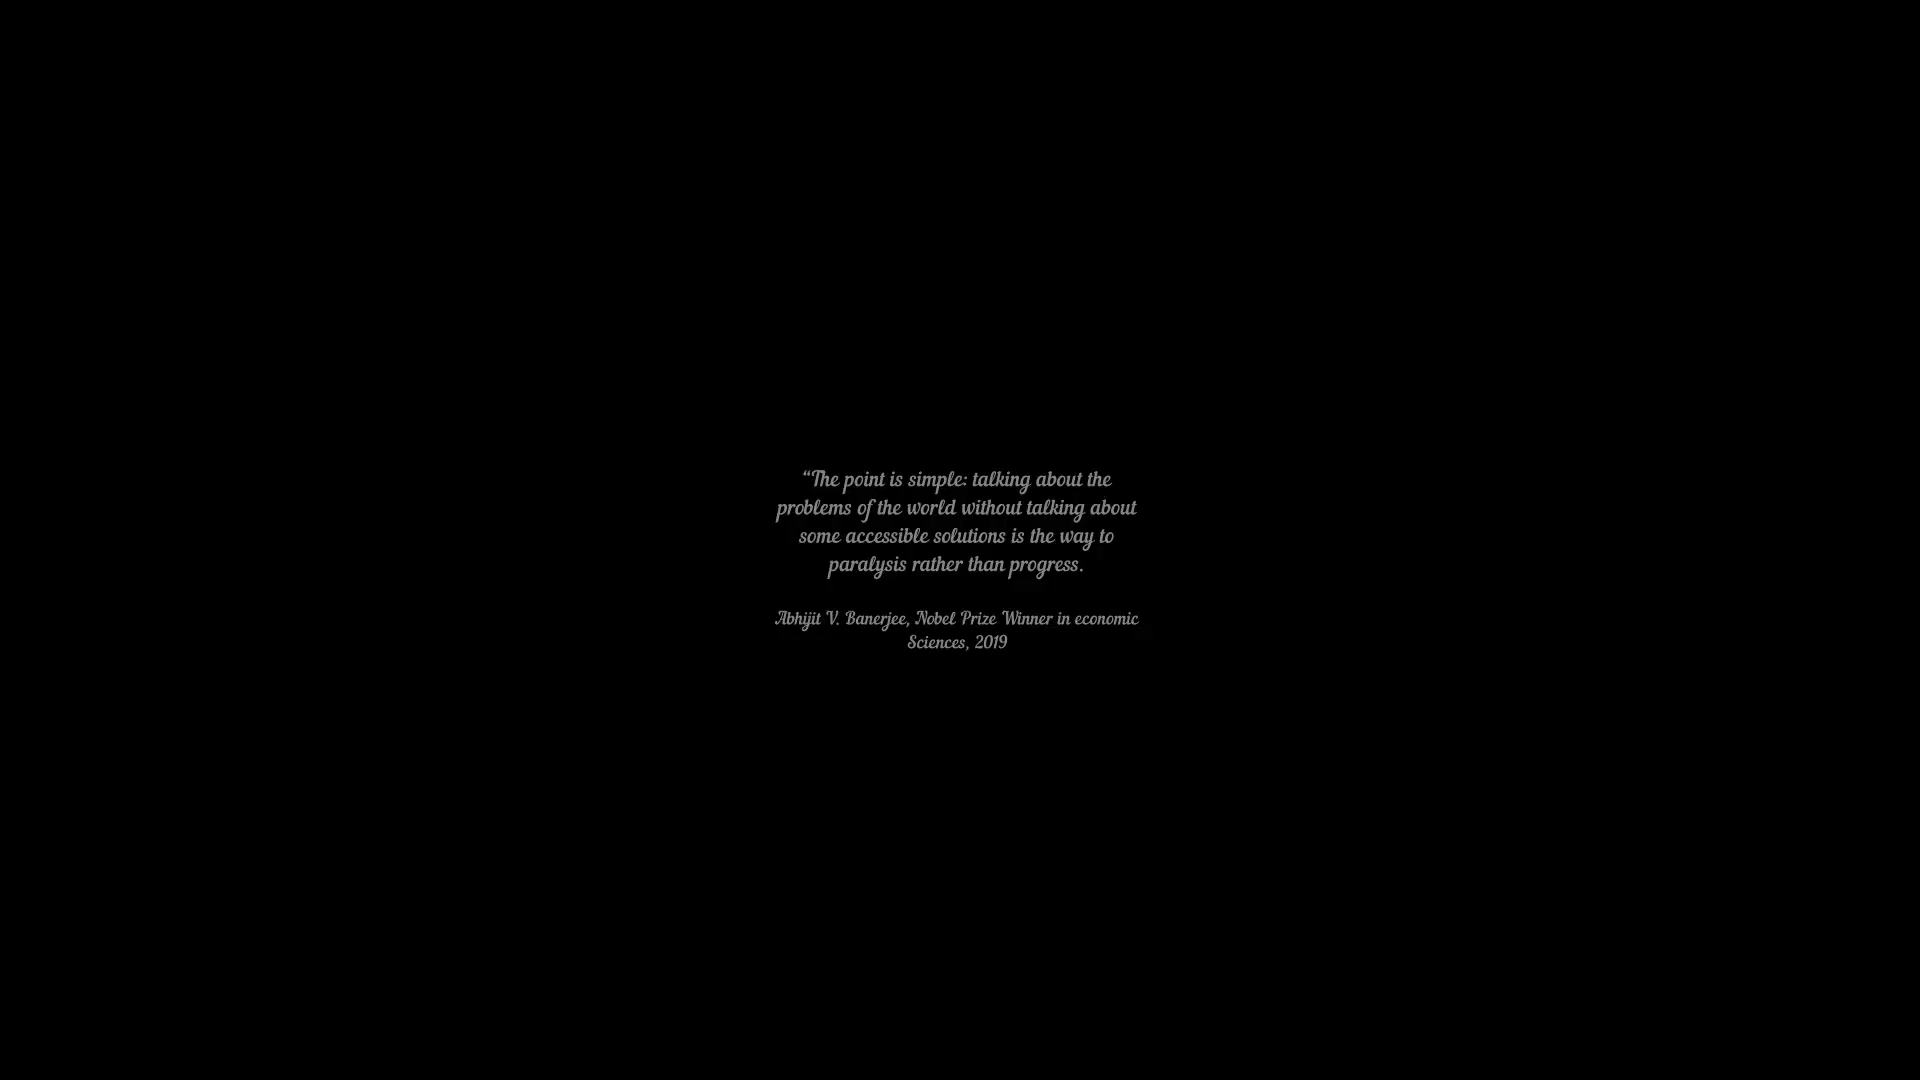 “The point is simple: talking about the
problems of the world without talking about
some accessible solutions is the way to
paralysis rather than progress.
Abhijit V. Banerjee, Nobel Prize Winner in economic
Sciences, 2019